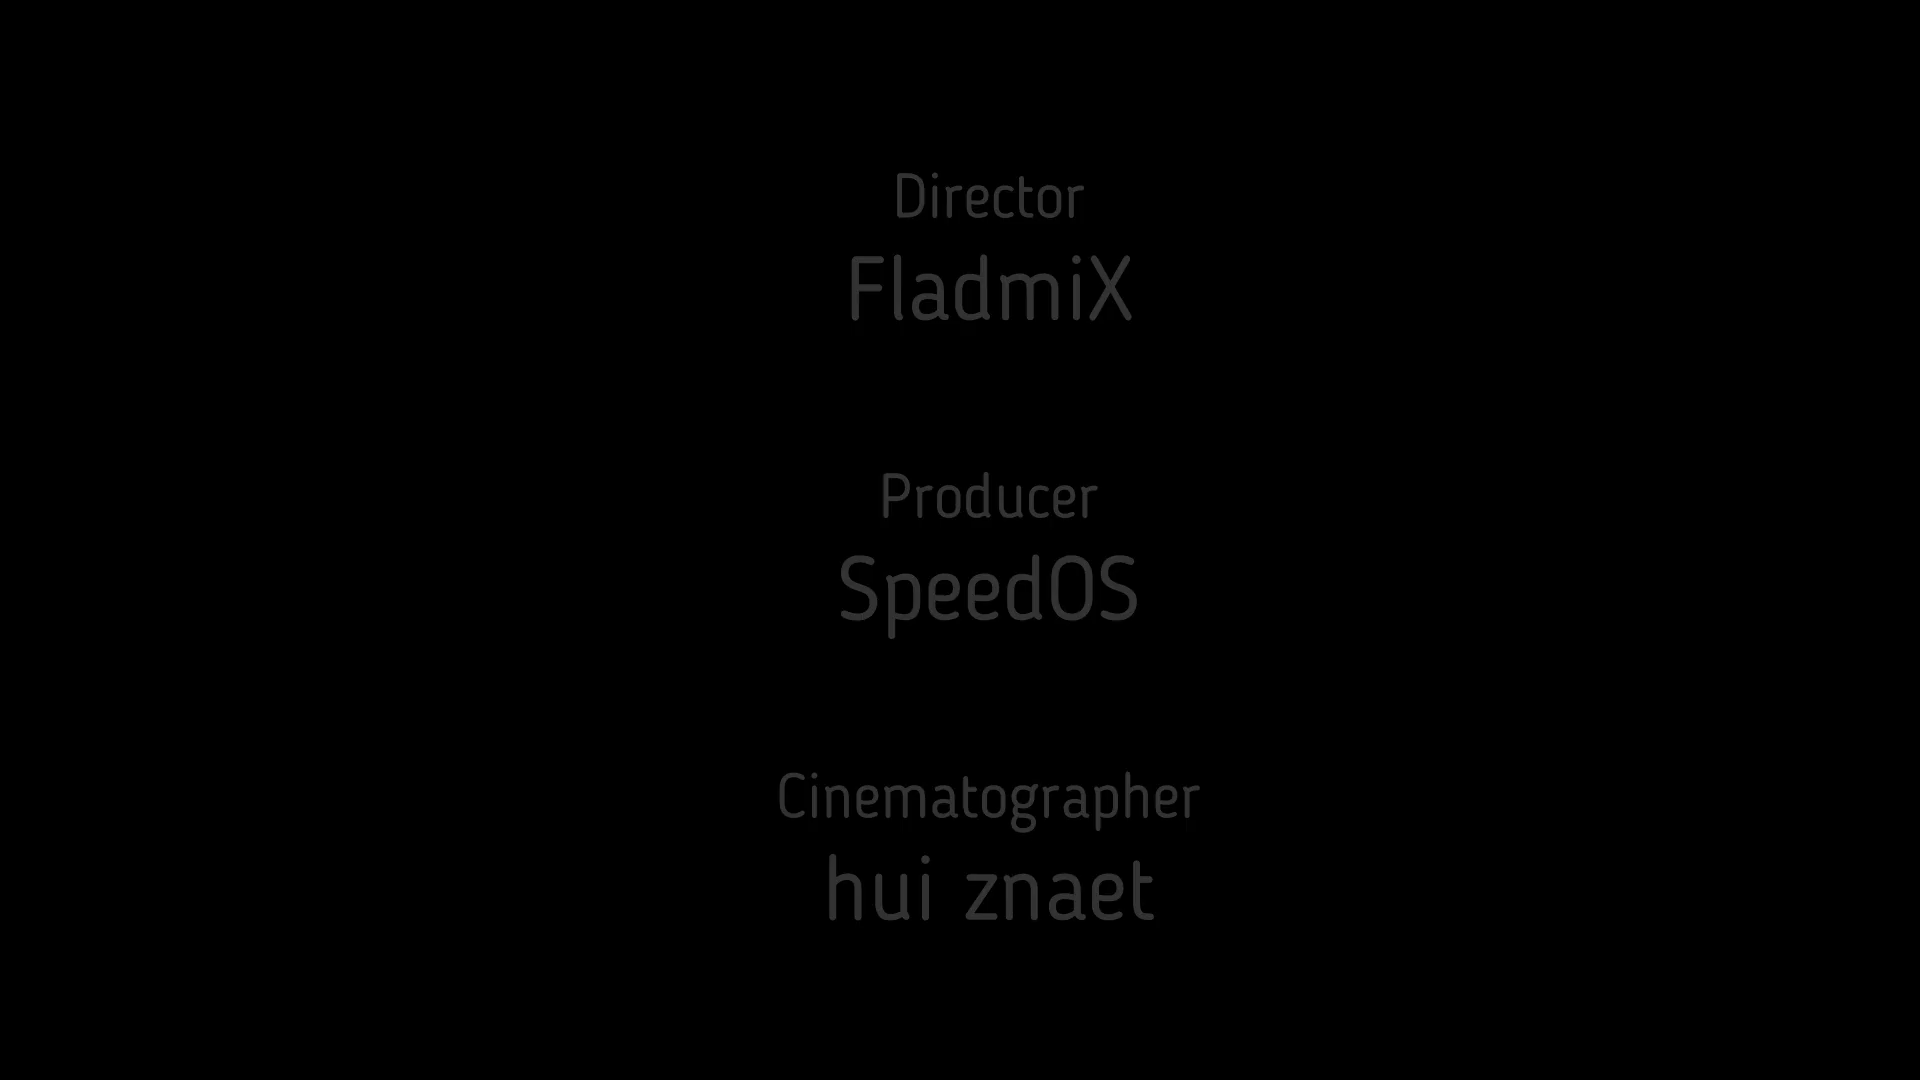 Director
FladmiX
Producer
SpeedOS
Cinematographer
hui znaet